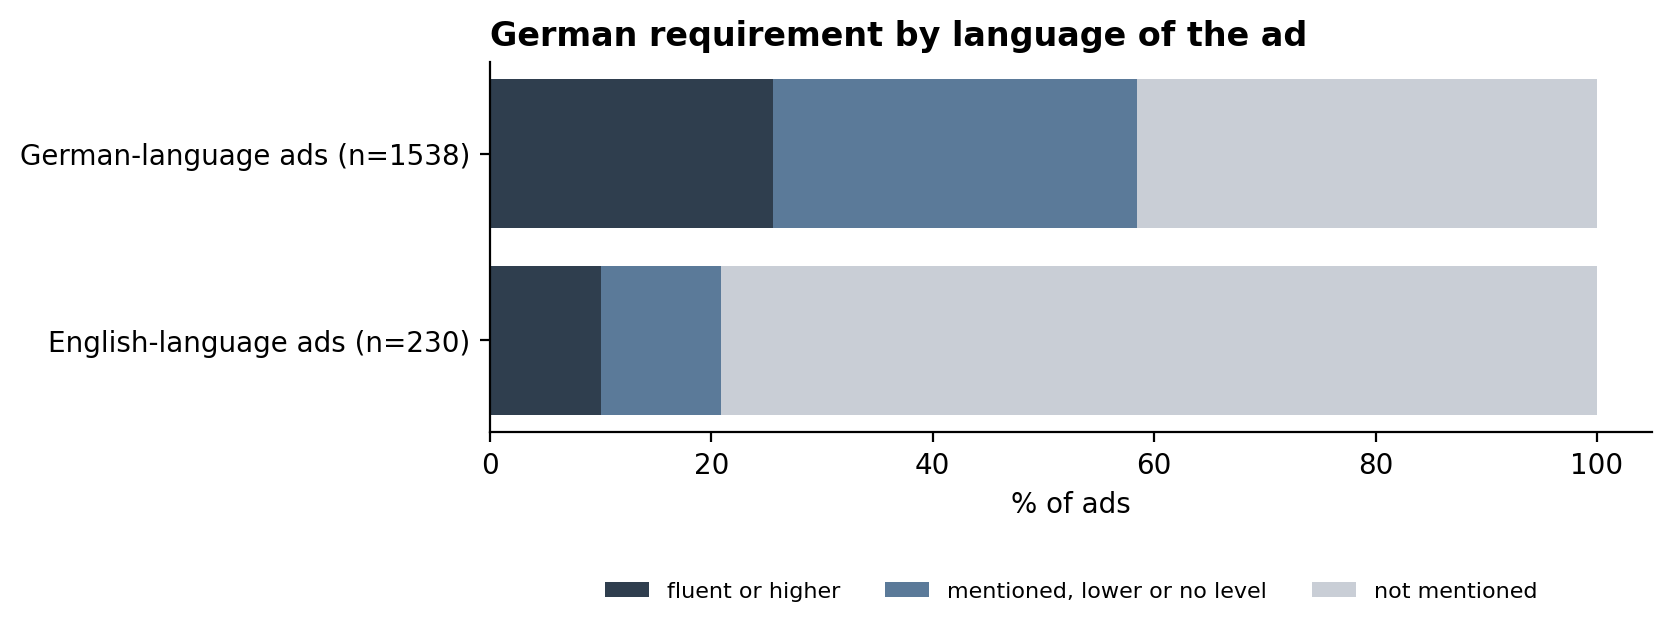 German requirement by language of the ad
German-language ads (n=1538)
English-language ads (n=230)
0 20 40 60 80 100
% of ads
fluent or higher mentioned, lower or no level not mentioned